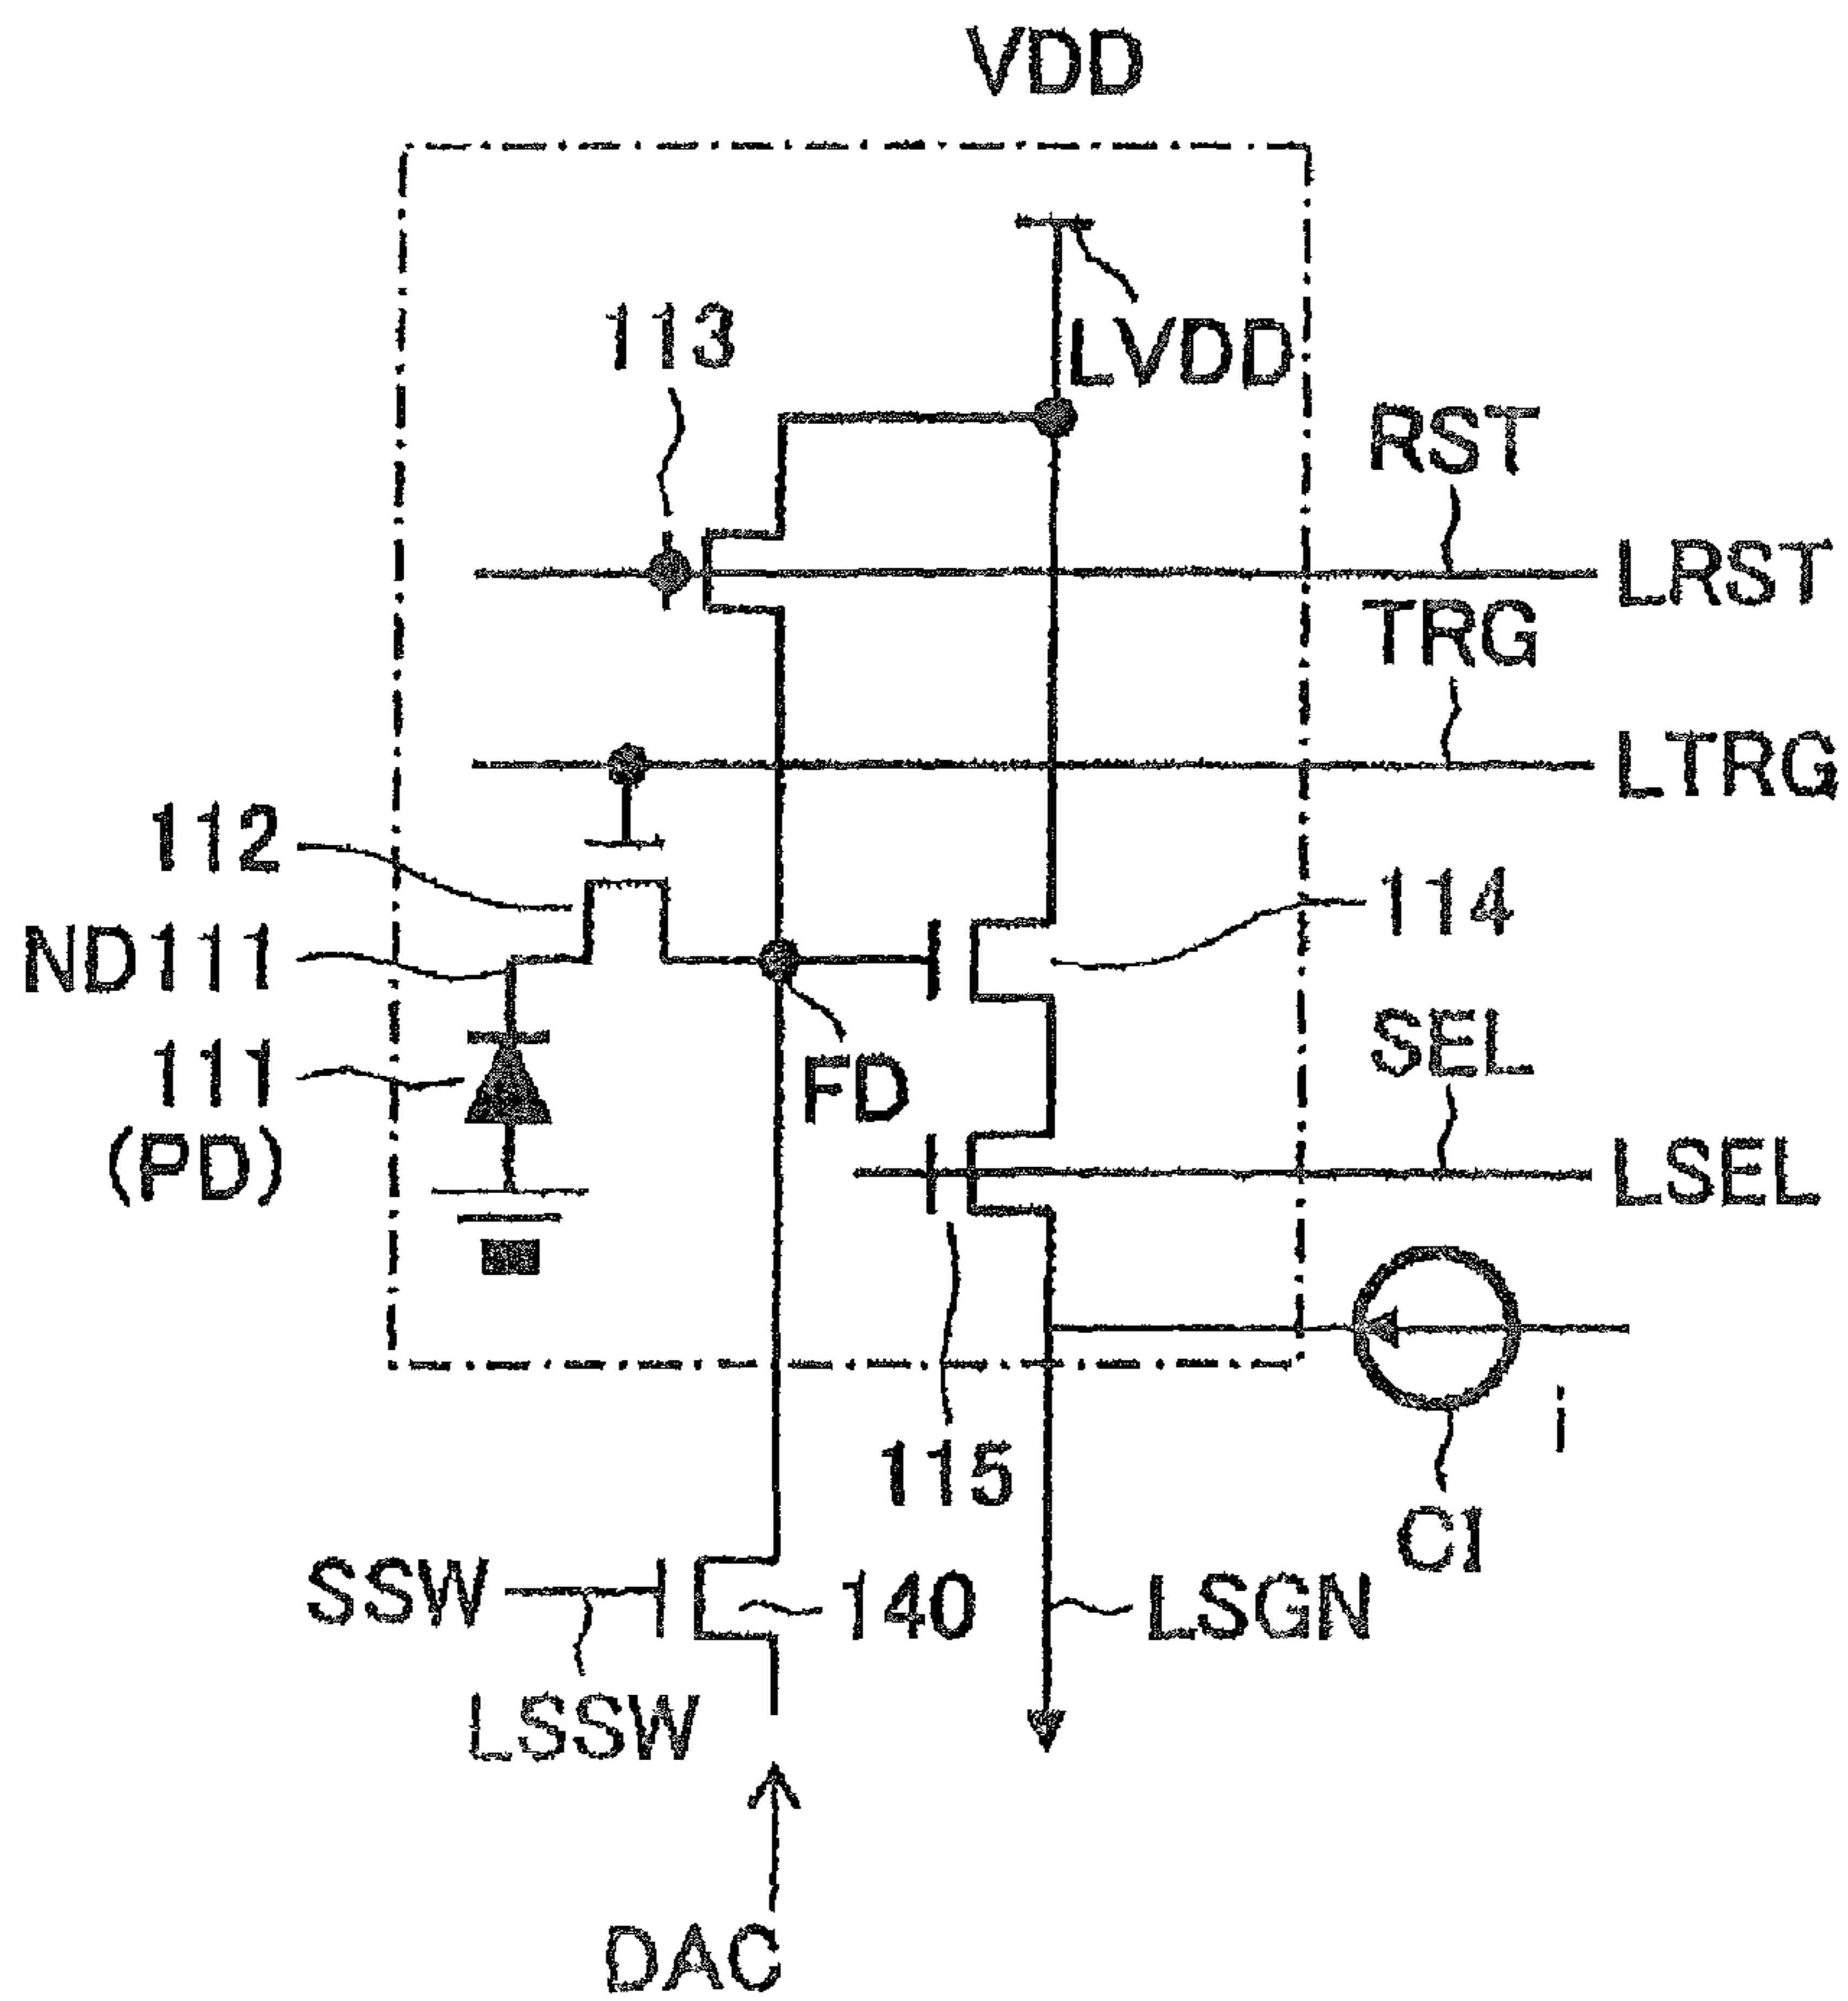 VDD
113
LVDD
RST
LRST
TRG
LTRG
112
114
ND111
SEL
111
(PD)
FD
LSEL
i
115
CI
SSW
140
LSGN
LSSW
DAC